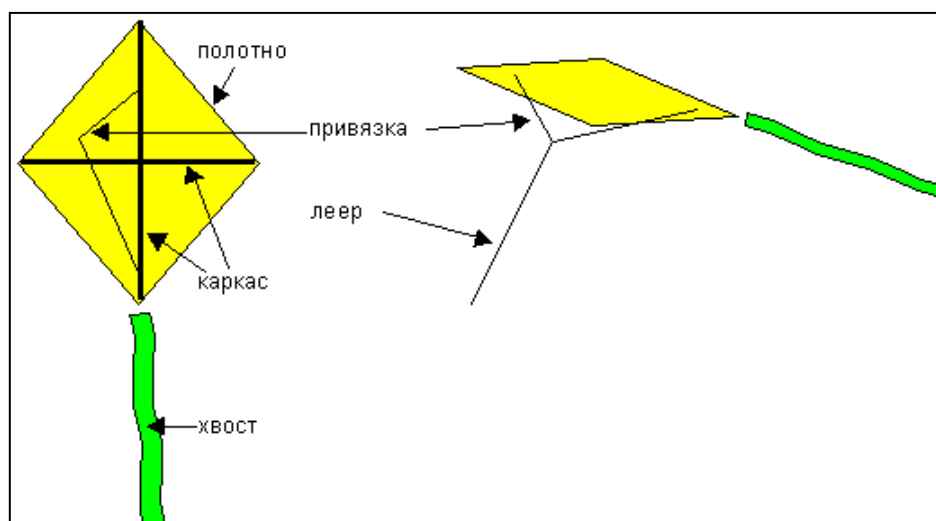 полотно
привязка
леер
каркас
хвост